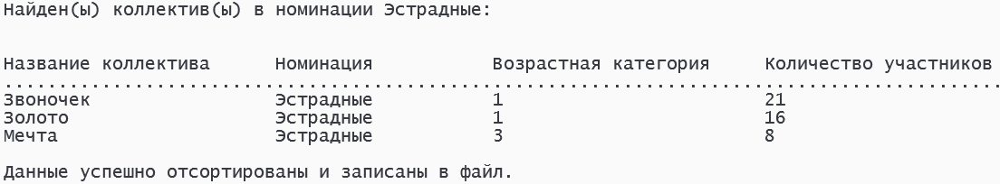 Найден(ы) коллектив(ы) в номинации Эстрадные:
Название коллектива Номинация Возрастная категория Количество участников
............................................................................................
Звоночек Эстрадные 1 21
Золото Эстрадные 1 16
Мечта Эстрадные 3 8
Данные успешно отсортированы и записаны в файл.